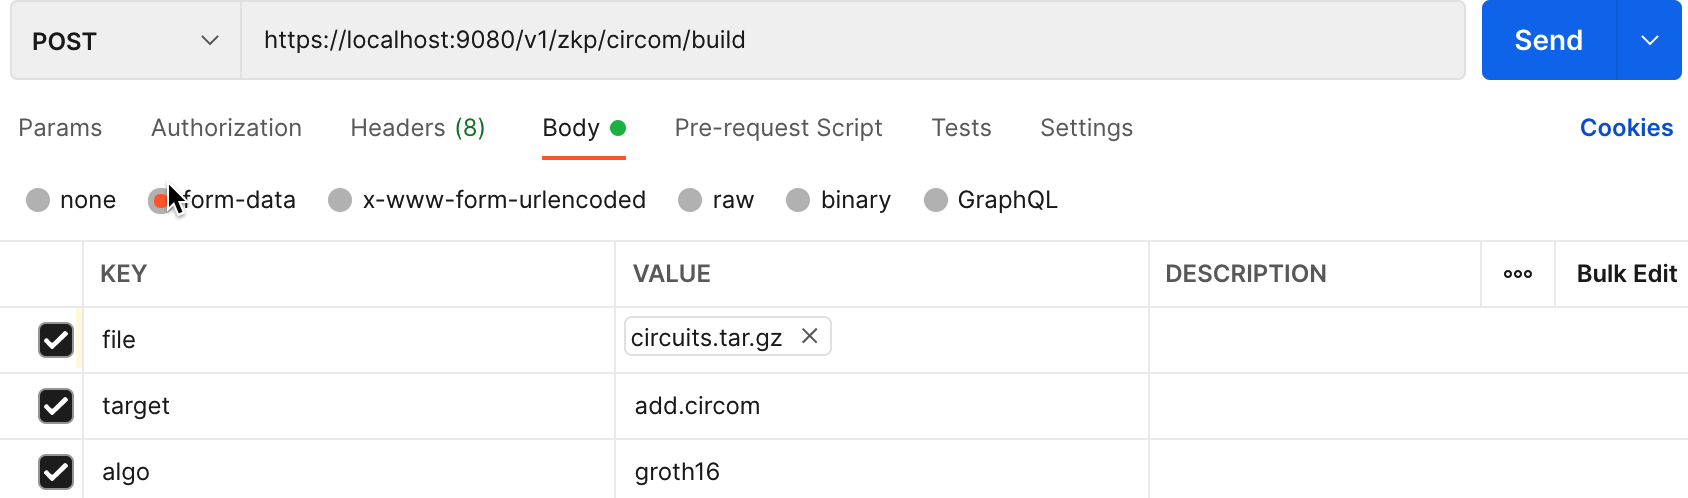 POST https://localhost:9080/v1/zkp/circom/build Send
Params Authorization Headers (8) Body Pre-request Script Tests Settings Cookies
none form-data x-www-form-urlencoded raw binary GraphQL
KEY VALUE DESCRIPTION ooo Bulk Edit
file circuits.tar.gz
target add.circom
algo groth16